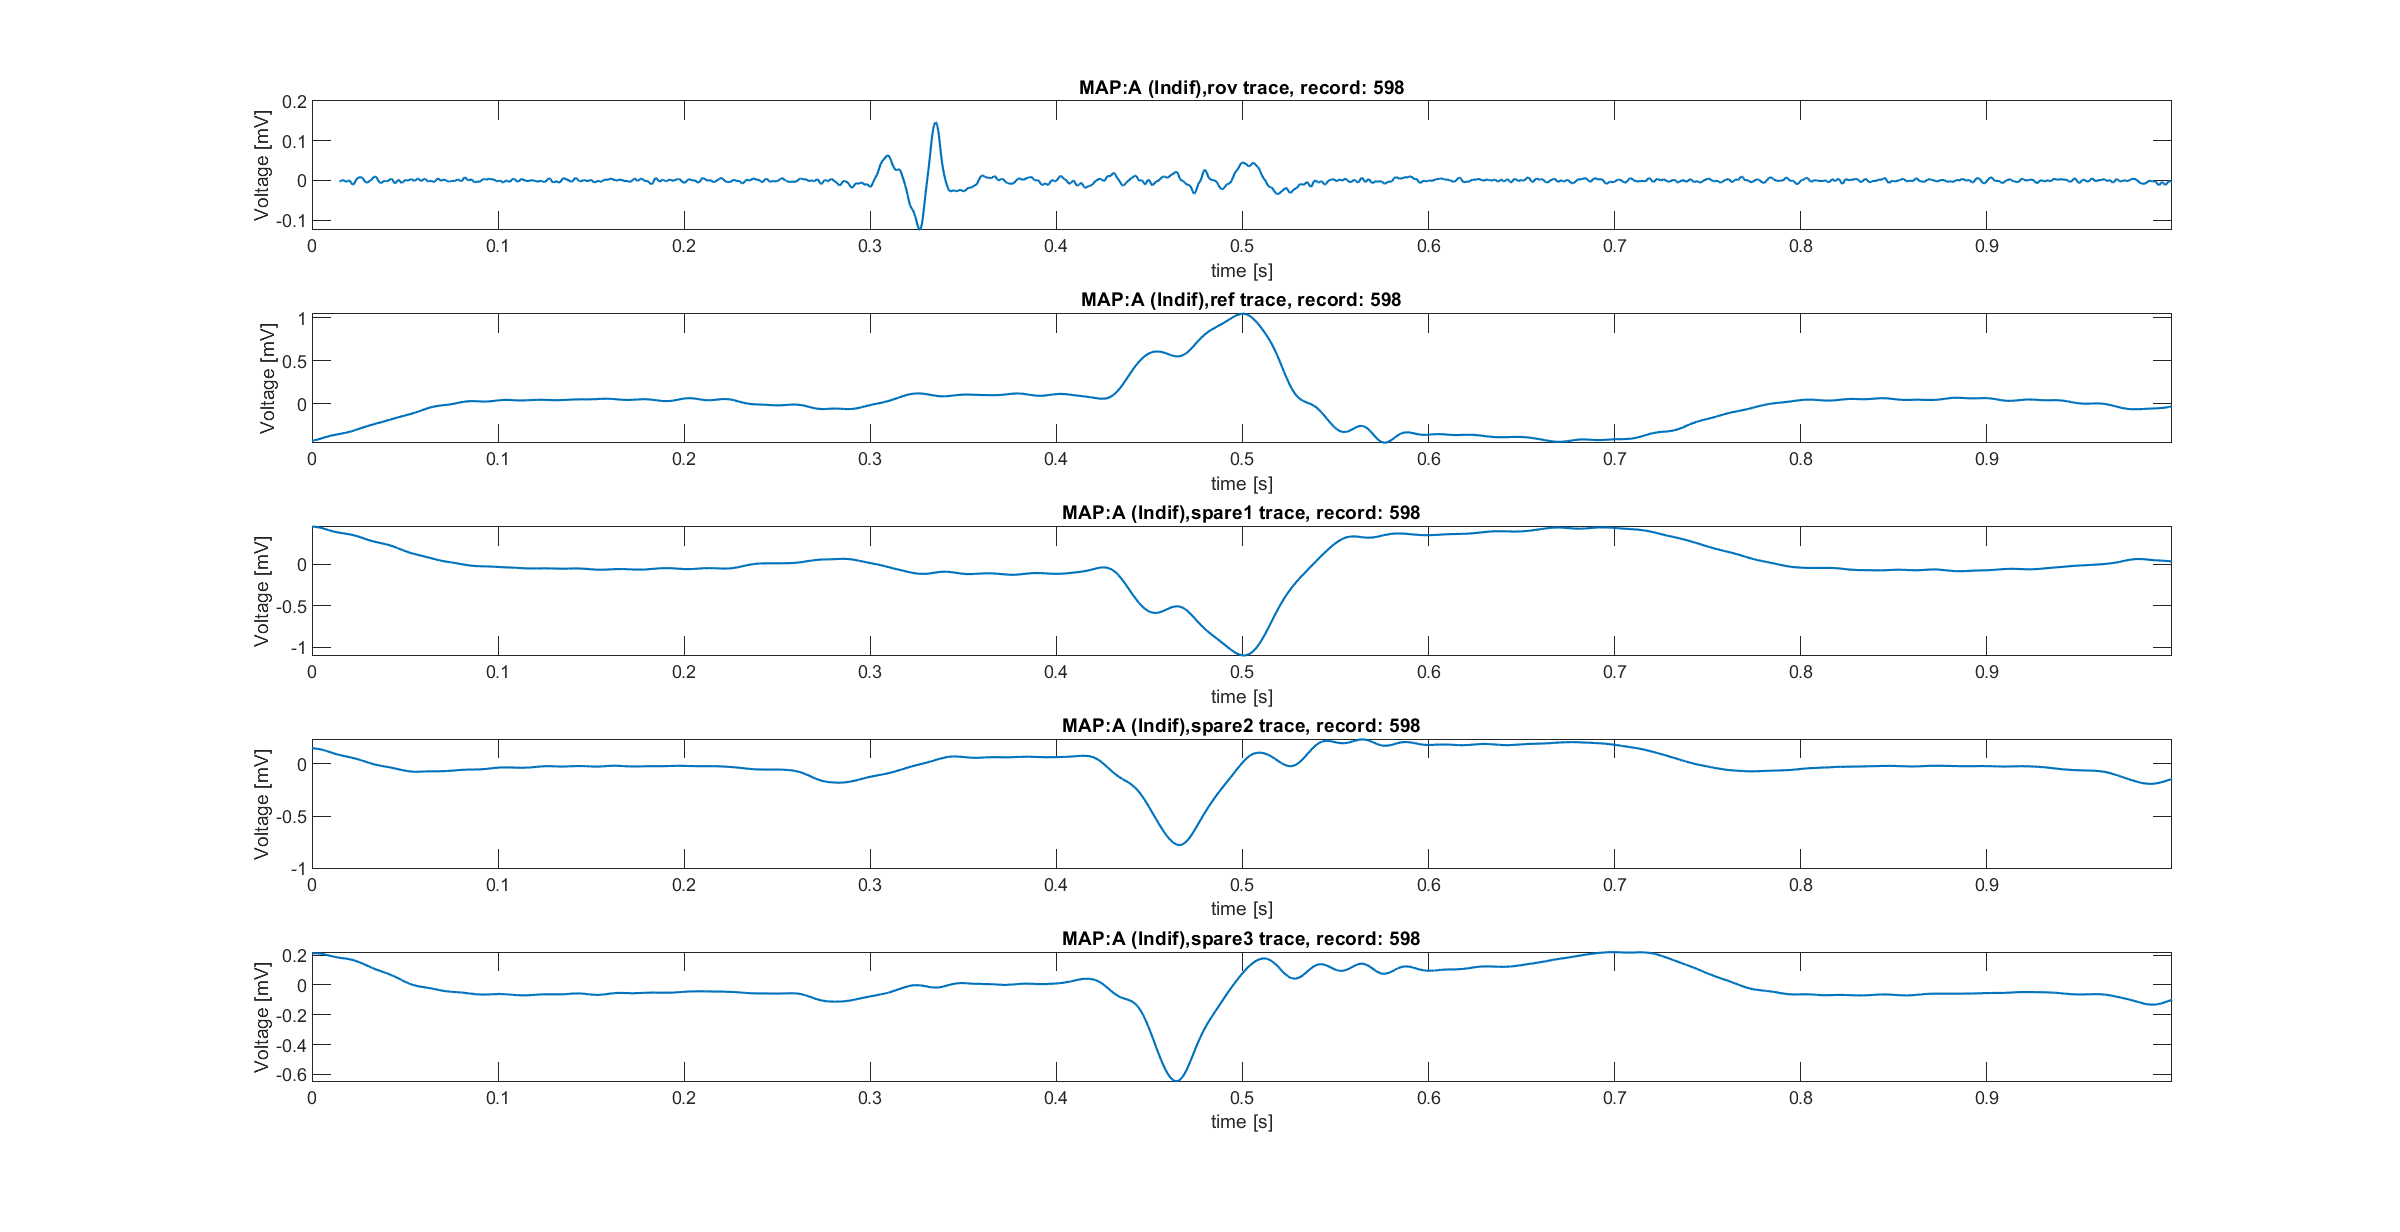 MAP:A (Indif),rov trace, record: 598
Voltage [mV]
0.2
0.1
0
-0.1
0 0.1 0.2 0.3 0.4 0.5 0.6 0.7 0.8 0.9
time [s]
MAP:A (Indif),ref trace, record: 598
Voltage [mV]
1
0.5
0
0 0.1 0.2 0.3 0.4 0.5 0.6 0.7 0.8 0.9
time [s]
MAP:A (Indif),spare1 trace, record: 598
Voltage [mV]
0
-0.5
-1
0 0.1 0.2 0.3 0.4 0.5 0.6 0.7 0.8 0.9
time [s]
MAP:A (Indif),spare2 trace, record: 598
Voltage [mV]
0
-0.5
-1
0 0.1 0.2 0.3 0.4 0.5 0.6 0.7 0.8 0.9
time [s]
MAP:A (Indif),spare3 trace, record: 598
Voltage [mV]
0.2
0
-0.2
-0.4
-0.6
0 0.1 0.2 0.3 0.4 0.5 0.6 0.7 0.8 0.9
time [s]